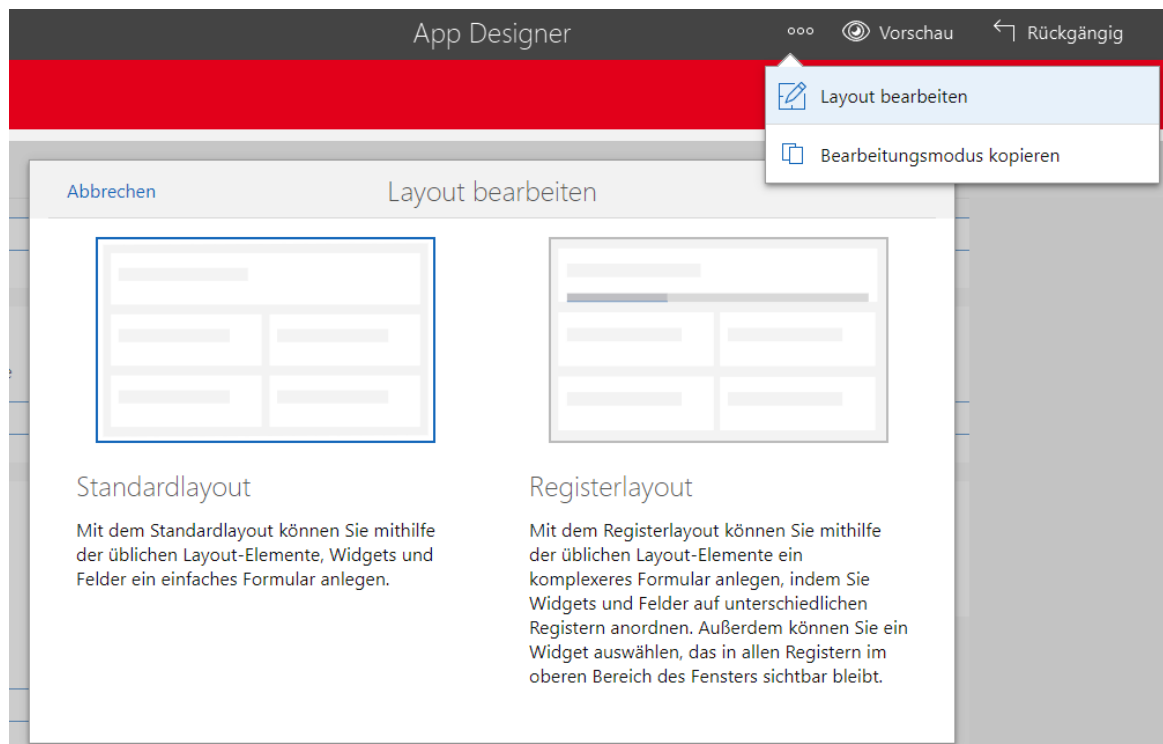 App Designer
ooo
Vorschau
Rückgängig
Layout bearbeiten
Bearbeitungsmodus kopieren
Abbrechen
Layout bearbeiten
Standardlayout
Mit dem Standardlayout können Sie mithilfe
der üblichen Layout-Elemente, Widgets und
Felder ein einfaches Formular anlegen.
Registerlayout
Mit dem Registerlayout können Sie mithilfe
der üblichen Layout-Elemente ein
komplexeres Formular anlegen, indem Sie
Widgets und Felder auf unterschiedlichen
Registern anordnen. Außerdem können Sie ein
Widget auswählen, das in allen Registern im
oberen Bereich des Fensters sichtbar bleibt.